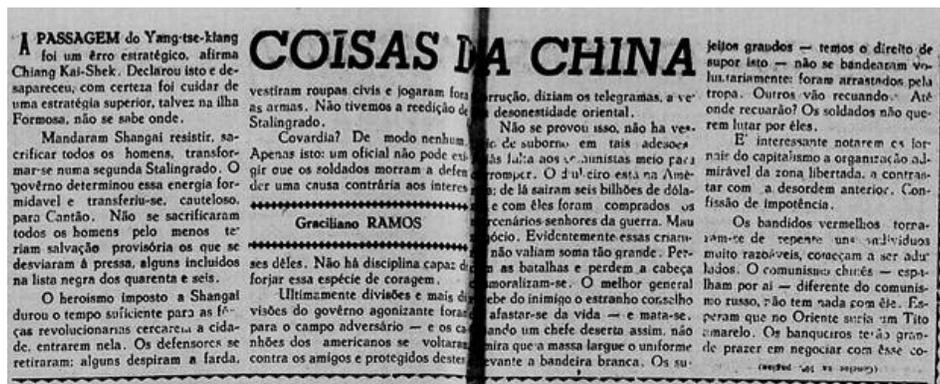 COISAS DA CHINA
A PASSAGEM do Yang-tse-kiang
foi um êrro estratégico, afirma
Chiang Kai-Shek. Declarou isto e de-
sapareceu, com certeza foi cuidar de
uma estratégia superior, talvez na ilha
Formosa, não se sabe onde.
Mandaram Shangai resistir, sa-
crificar todos os homens, transfor-
mar-se numa segunda Stalingrado. O
govêrno determinou essa energia for-
midavel e transferiu-se, cauteloso,
para Cantão. Não se sacrificaram
todos os homens pelo menos te
riam salvação provisória os que se
desviaram à pressa, alguns incluidos
na lista negra dos quarenta e seis.
O heroismo imposto a Shangai
durou o tempo suficiente para as fô-
ças revolucionarias cercarem a cida-
de, entrarem nela. Os defensores se
retiraram; alguns despiram a farda,
vestiram roupas civis e jogaram fora
as armas. Não tivemos a reedição de
Stalingrado.
Covardia? De modo nenhum.
Apenas isto: um oficial não pode exi
gir que os soldados morram a defen
der uma causa contrária aos interes
Graciliano RAMOS
ses dêles. Não há disciplina capaz d
forjar essa espécie de coragem.
Ultimamente divisões e mais di
visões do govêrno agonizante foram
para o campo adversário — e os ca
nhões dos americanos se voltaram
contra os amigos e protegidos destes
rrução, diziam os telegramas, a ve
a desonestidade oriental.
Não se provou isso, não há ves-
de suborno em tais adesões
ás falta aos comunistas meio para
romper. O dinheiro está na Amé-
; de lá sairam seis bilhões de dóla-
e com êles foram comprados os
rcenários senhores da guerra. Mau
ócio. Evidentemente essas criatu-
não valiam soma tão grande. Per-
m as batalhas e perdem a cabeça
moralizam-se. O melhor general
ebe do inimigo o estranho conselho
afastar-se da vida — e mata-se.
ando um chefe deserta assim, não
mira que a massa largue o uniforme
evante a bandeira branca. Os su-
jeitos graudos — temos o direito de
supor isto — não se bandearam vo-
luntariamente: foram arrastados pela
tropa. Outros vão recuando. Até
onde recuarão? Os soldados não que-
rem lutar por êles.
E' interessante notarem os jor-
nais do capitalismo a organização ad-
mirável da zona libertada, a contras-
tar com a desordem anterior. Con-
fissão de impotência.
Os bandidos vermelhos torna-
ram-se de repente uns individuos
muito razoáveis, começam a ser adu-
lados. O comunismo chinês — espa-
lham por aí — diferente do comunis-
mo russo, não tem nada com êle. Es-
peram que no Oriente surja um Tito
amarelo. Os banqueiros terão gran-
de prazer em negociar com êsse co-